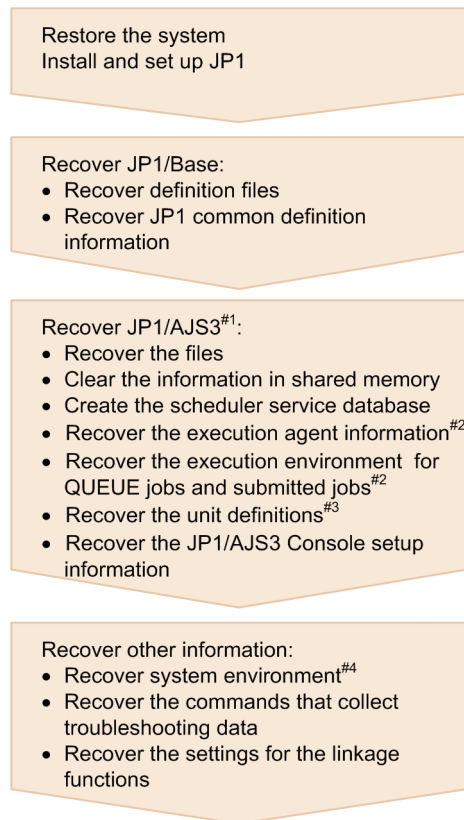 Restore the system
Install and set up JP1
Recover JP1/Base:
• Recover definition files
• Recover JP1 common definition
information
Recover JP1/AJS3#1:
• Recover the files
• Clear the information in shared memory
• Create the scheduler service database
• Recover the execution agent information#2
• Recover the execution environment for
QUEUE jobs and submitted jobs#2
• Recover the unit definitions#3
• Recover the JP1/AJS3 Console setup
information
Recover other information:
• Recover system environment#4
• Recover the commands that collect
troubleshooting data
• Recover the settings for the linkage
functions